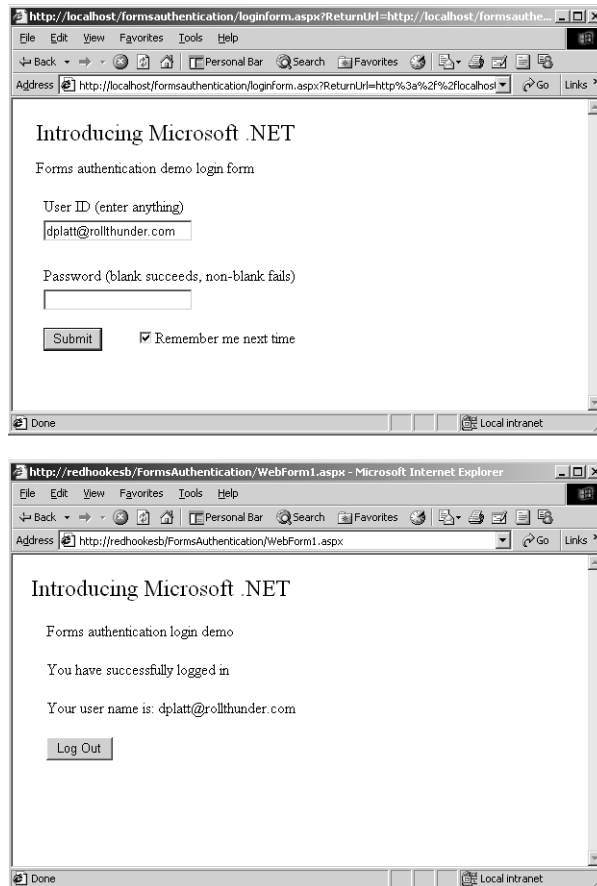 http://localhost/formsauthentication/loginform.aspx?ReturnUrl=http://localhost/formsauthe...
File Edit View Favorites Tools Help
Back Personal Bar Search Favorites
Address http://localhost/formsauthentication/loginform.aspx?ReturnUrl=http%3a%2f%2flocalhost Go Links
Introducing Microsoft .NET
Forms authentication demo login form
User ID (enter anything)
dplatt@rollthunder.com
Password (blank succeeds, non-blank fails)
Submit Remember me next time
Done Local intranet
http://redhookesb/FormsAuthentication/WebForm1.aspx - Microsoft Internet Explorer
File Edit View Favorites Tools Help
Back Personal Bar Search Favorites
Address http://redhookesb/FormsAuthentication/WebForm1.aspx Go Links
Introducing Microsoft .NET
Forms authentication login demo
You have successfully logged in
Your user name is: dplatt@rollthunder.com
Log Out
Done Local intranet